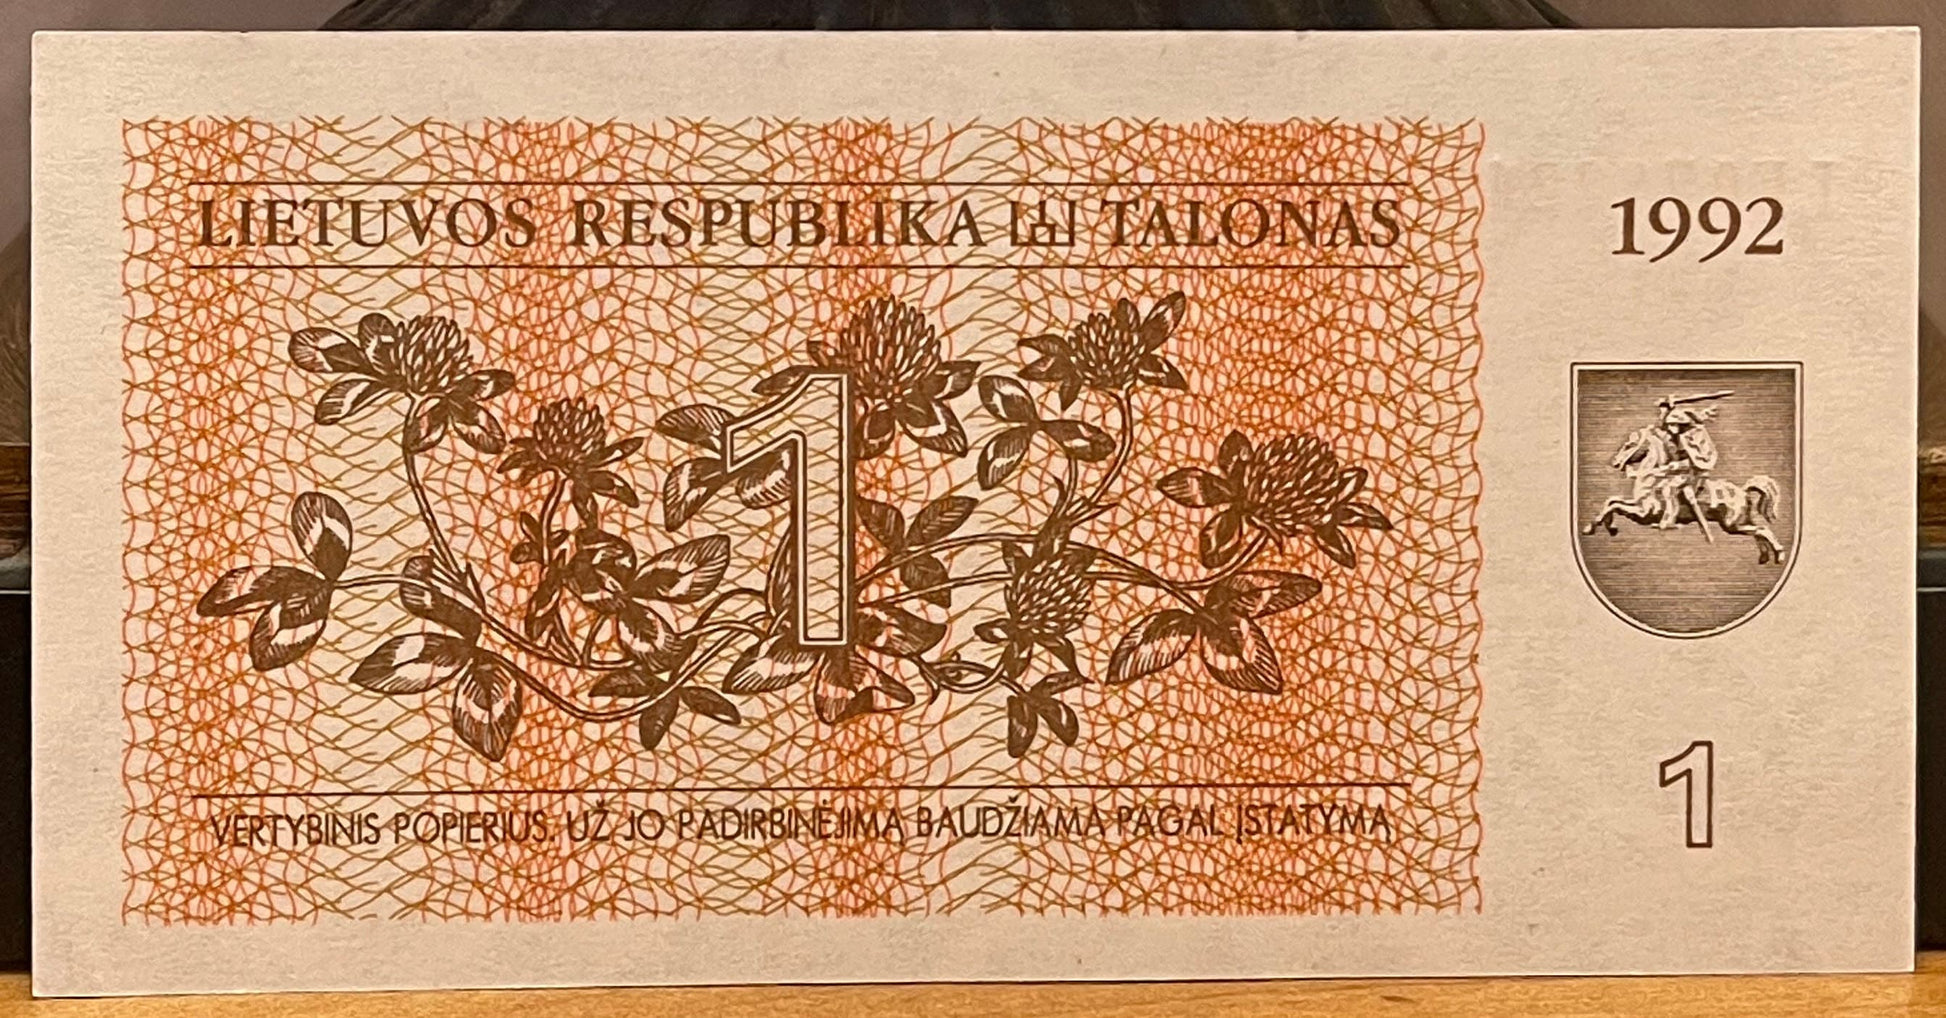 LIETUVOS RESPUBLIKA TALONAS
1992
1
VERTYBINIS POPIERIUS. UŽ JO PADIRBINĖJIMĄ BAUDŽIAMA PAGAL ĮSTATYMĄ
1